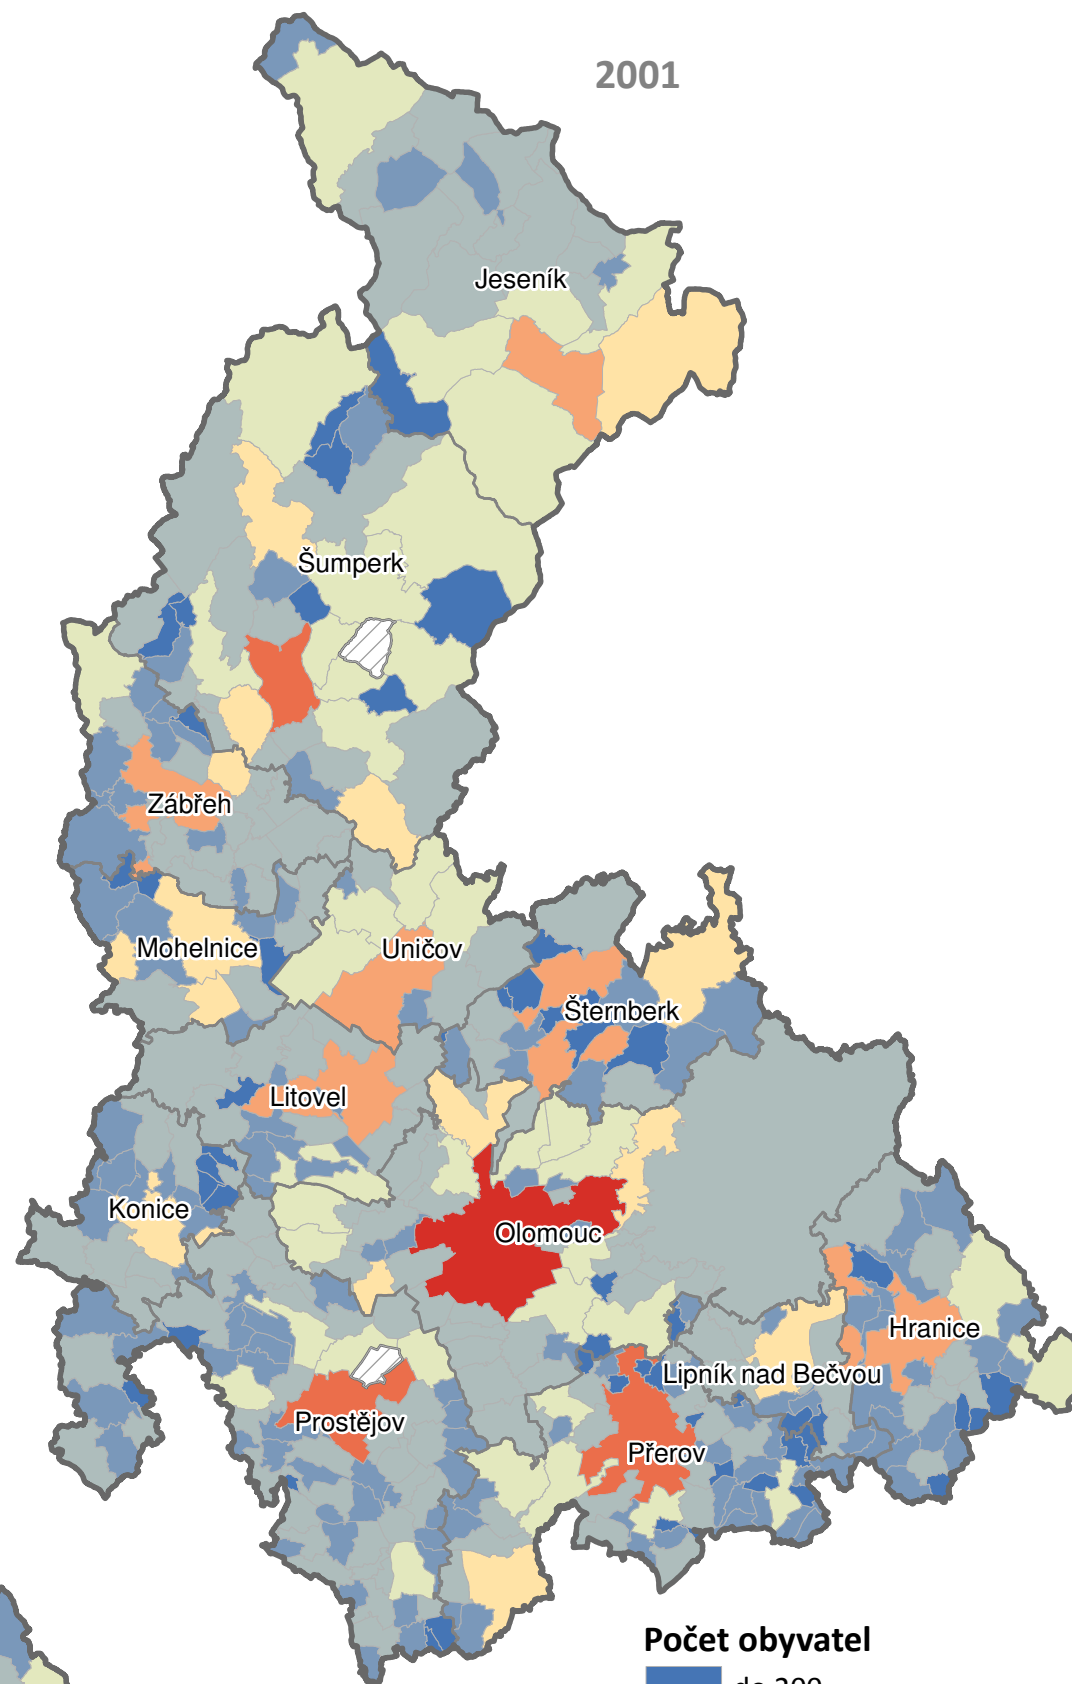 2001
Jeseník
Šumperk
Zábřeh
Mohelnice
Uničov
Šternberk
Litovel
Konice
Olomouc
Hranice
Lipník nad Bečvou
Prostějov
Přerov
Počet obyvatel